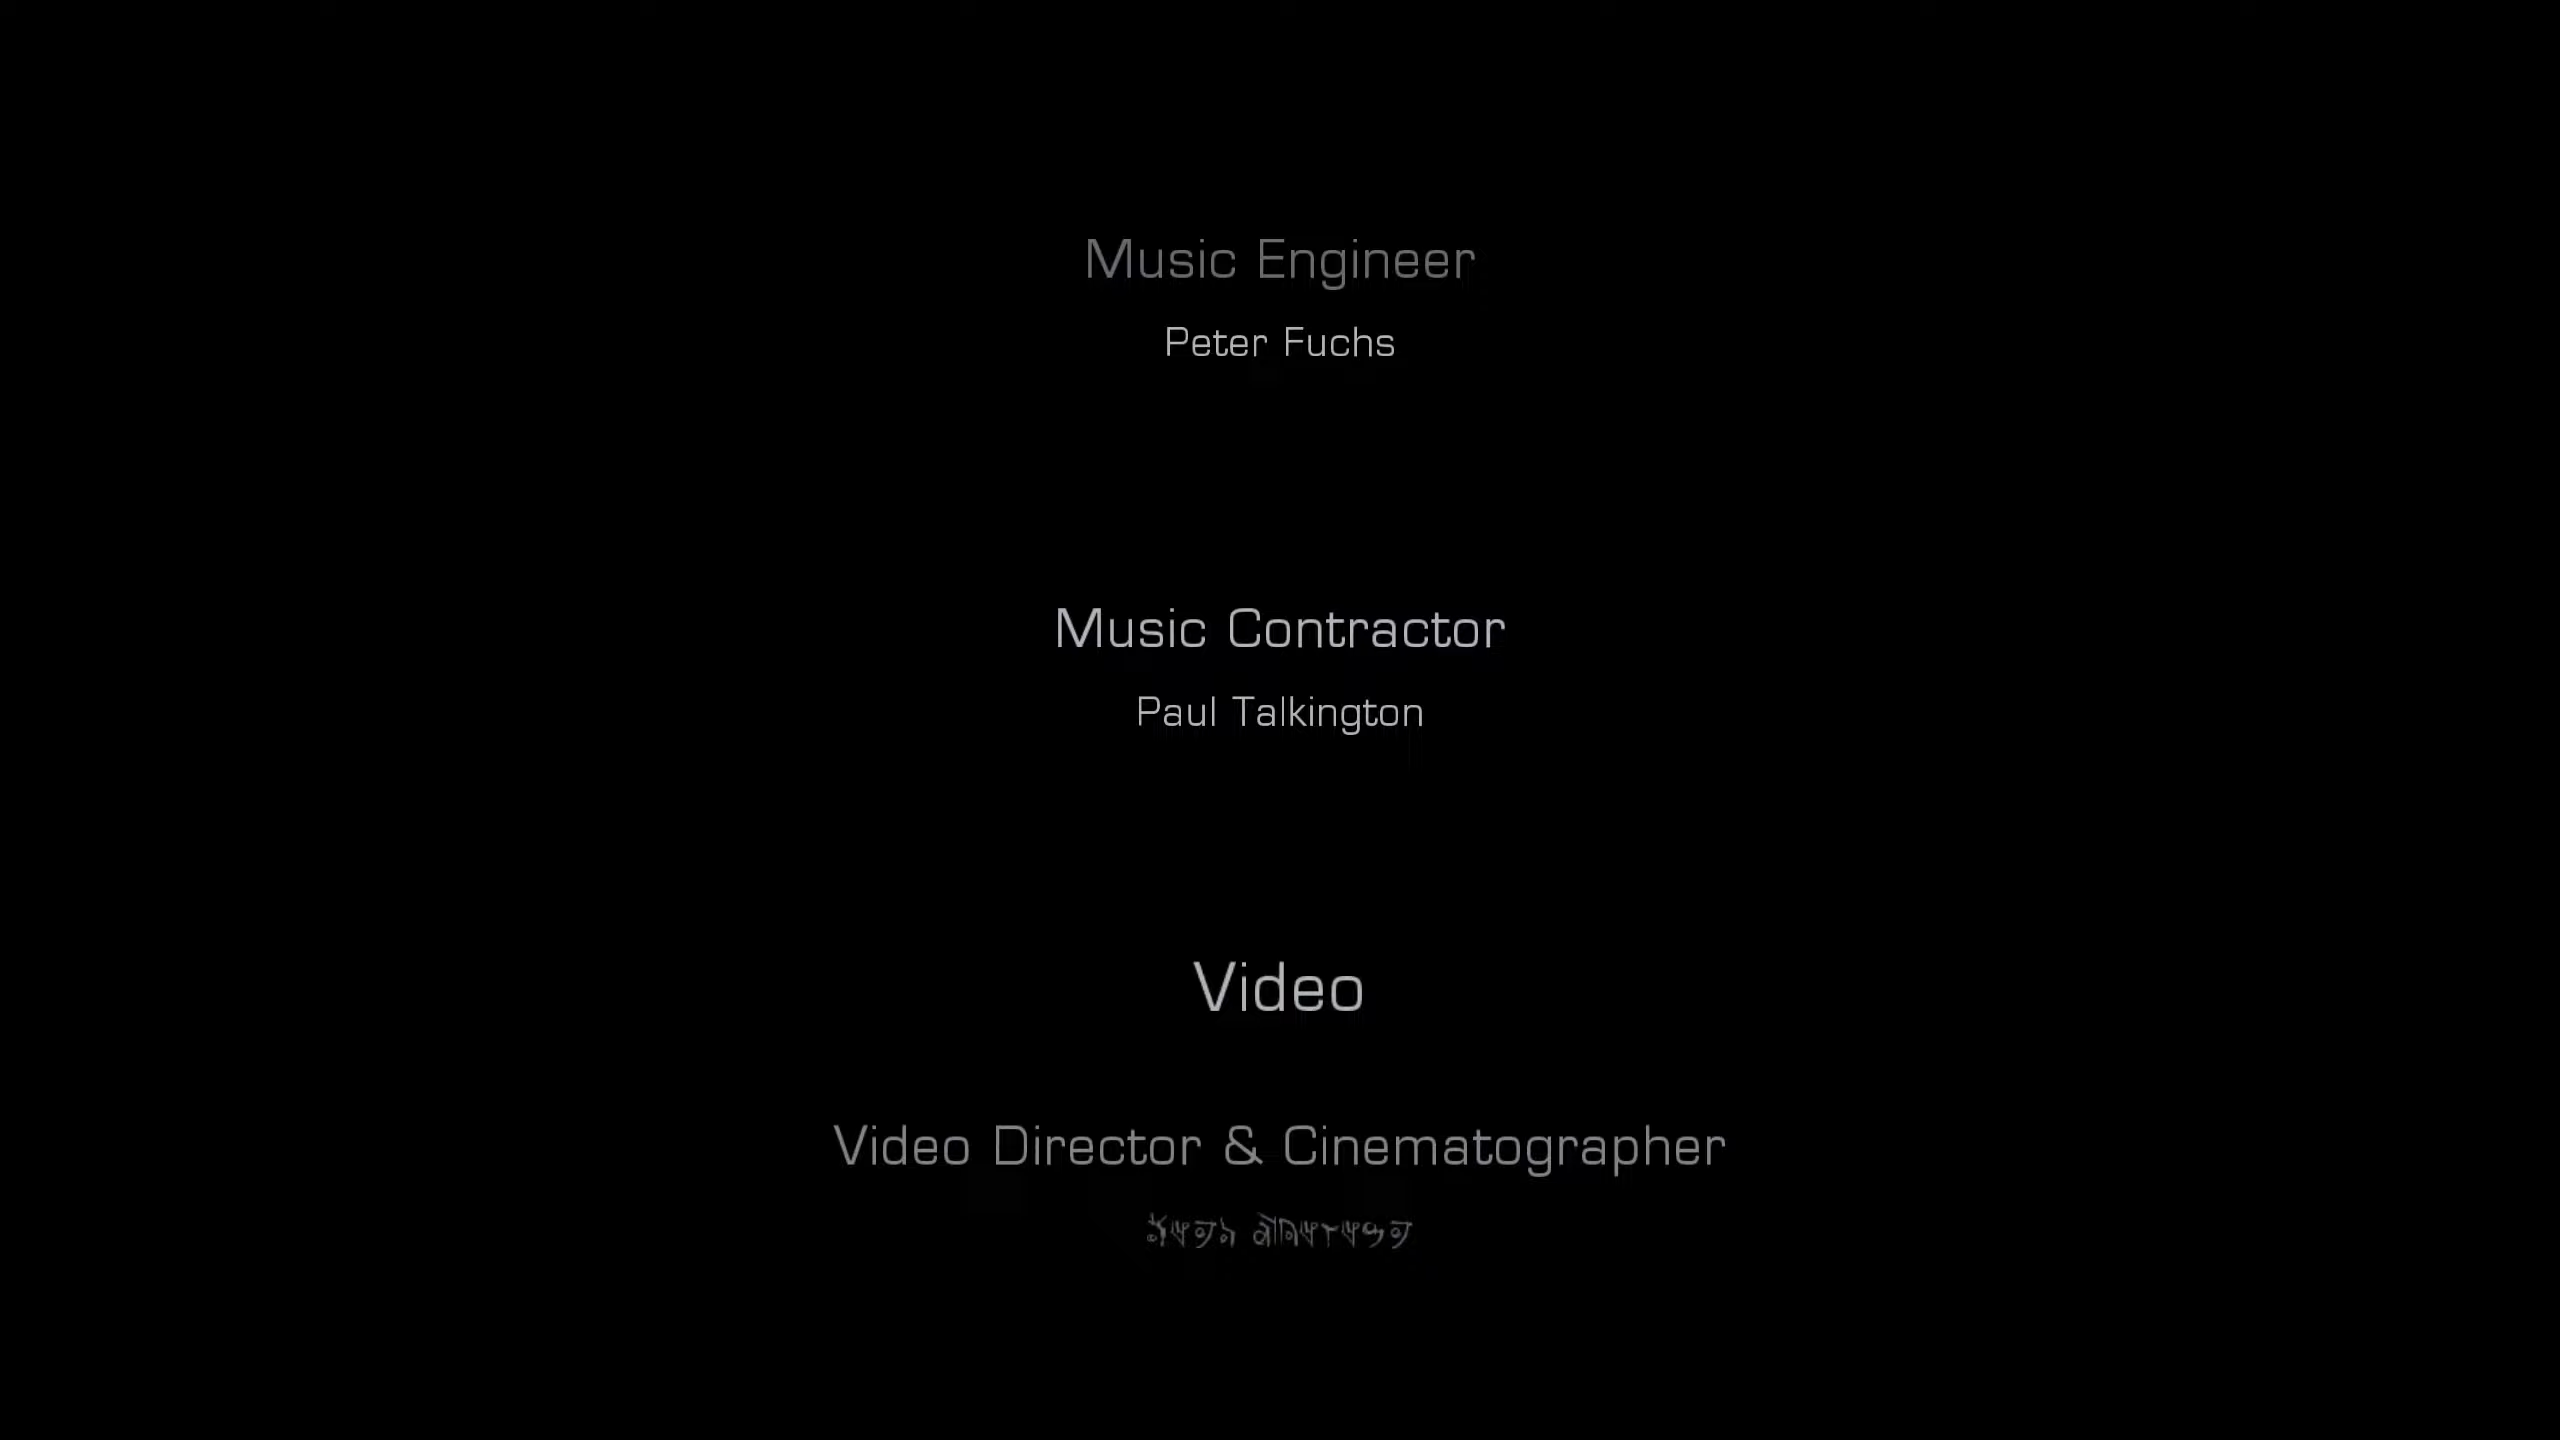 Music Engineer
Peter Fuchs
Music Contractor
Paul Talkington
Video
Video Director & Cinematographer